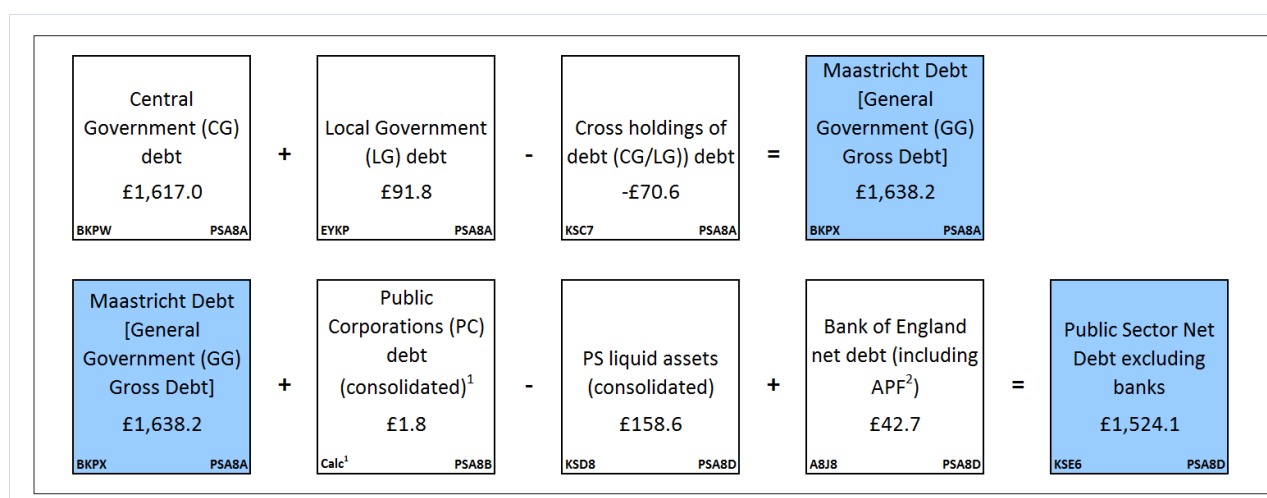 Central
Government (CG)
debt
£1,617.0
BKPW PSA8A
+
Local Government
(LG) debt
£91.8
EYKP PSA8A
-
Cross holdings of
debt (CG/LG)) debt
-£70.6
KSC7 PSA8A
=
Maastricht Debt
[General
Government (GG)
Gross Debt]
£1,638.2
BKPX PSA8A
Maastricht Debt
[General
Government (GG)
Gross Debt]
£1,638.2
BKPX PSA8A
+
Public
Corporations (PC)
debt
(consolidated)¹
£1.8
Calc¹ PSA8B
-
PS liquid assets
(consolidated)
£158.6
KSD8 PSA8D
+
Bank of England
net debt (including
APF²)
£42.7
A8J8 PSA8D
=
Public Sector Net
Debt excluding
banks
£1,524.1
KSE6 PSA8D